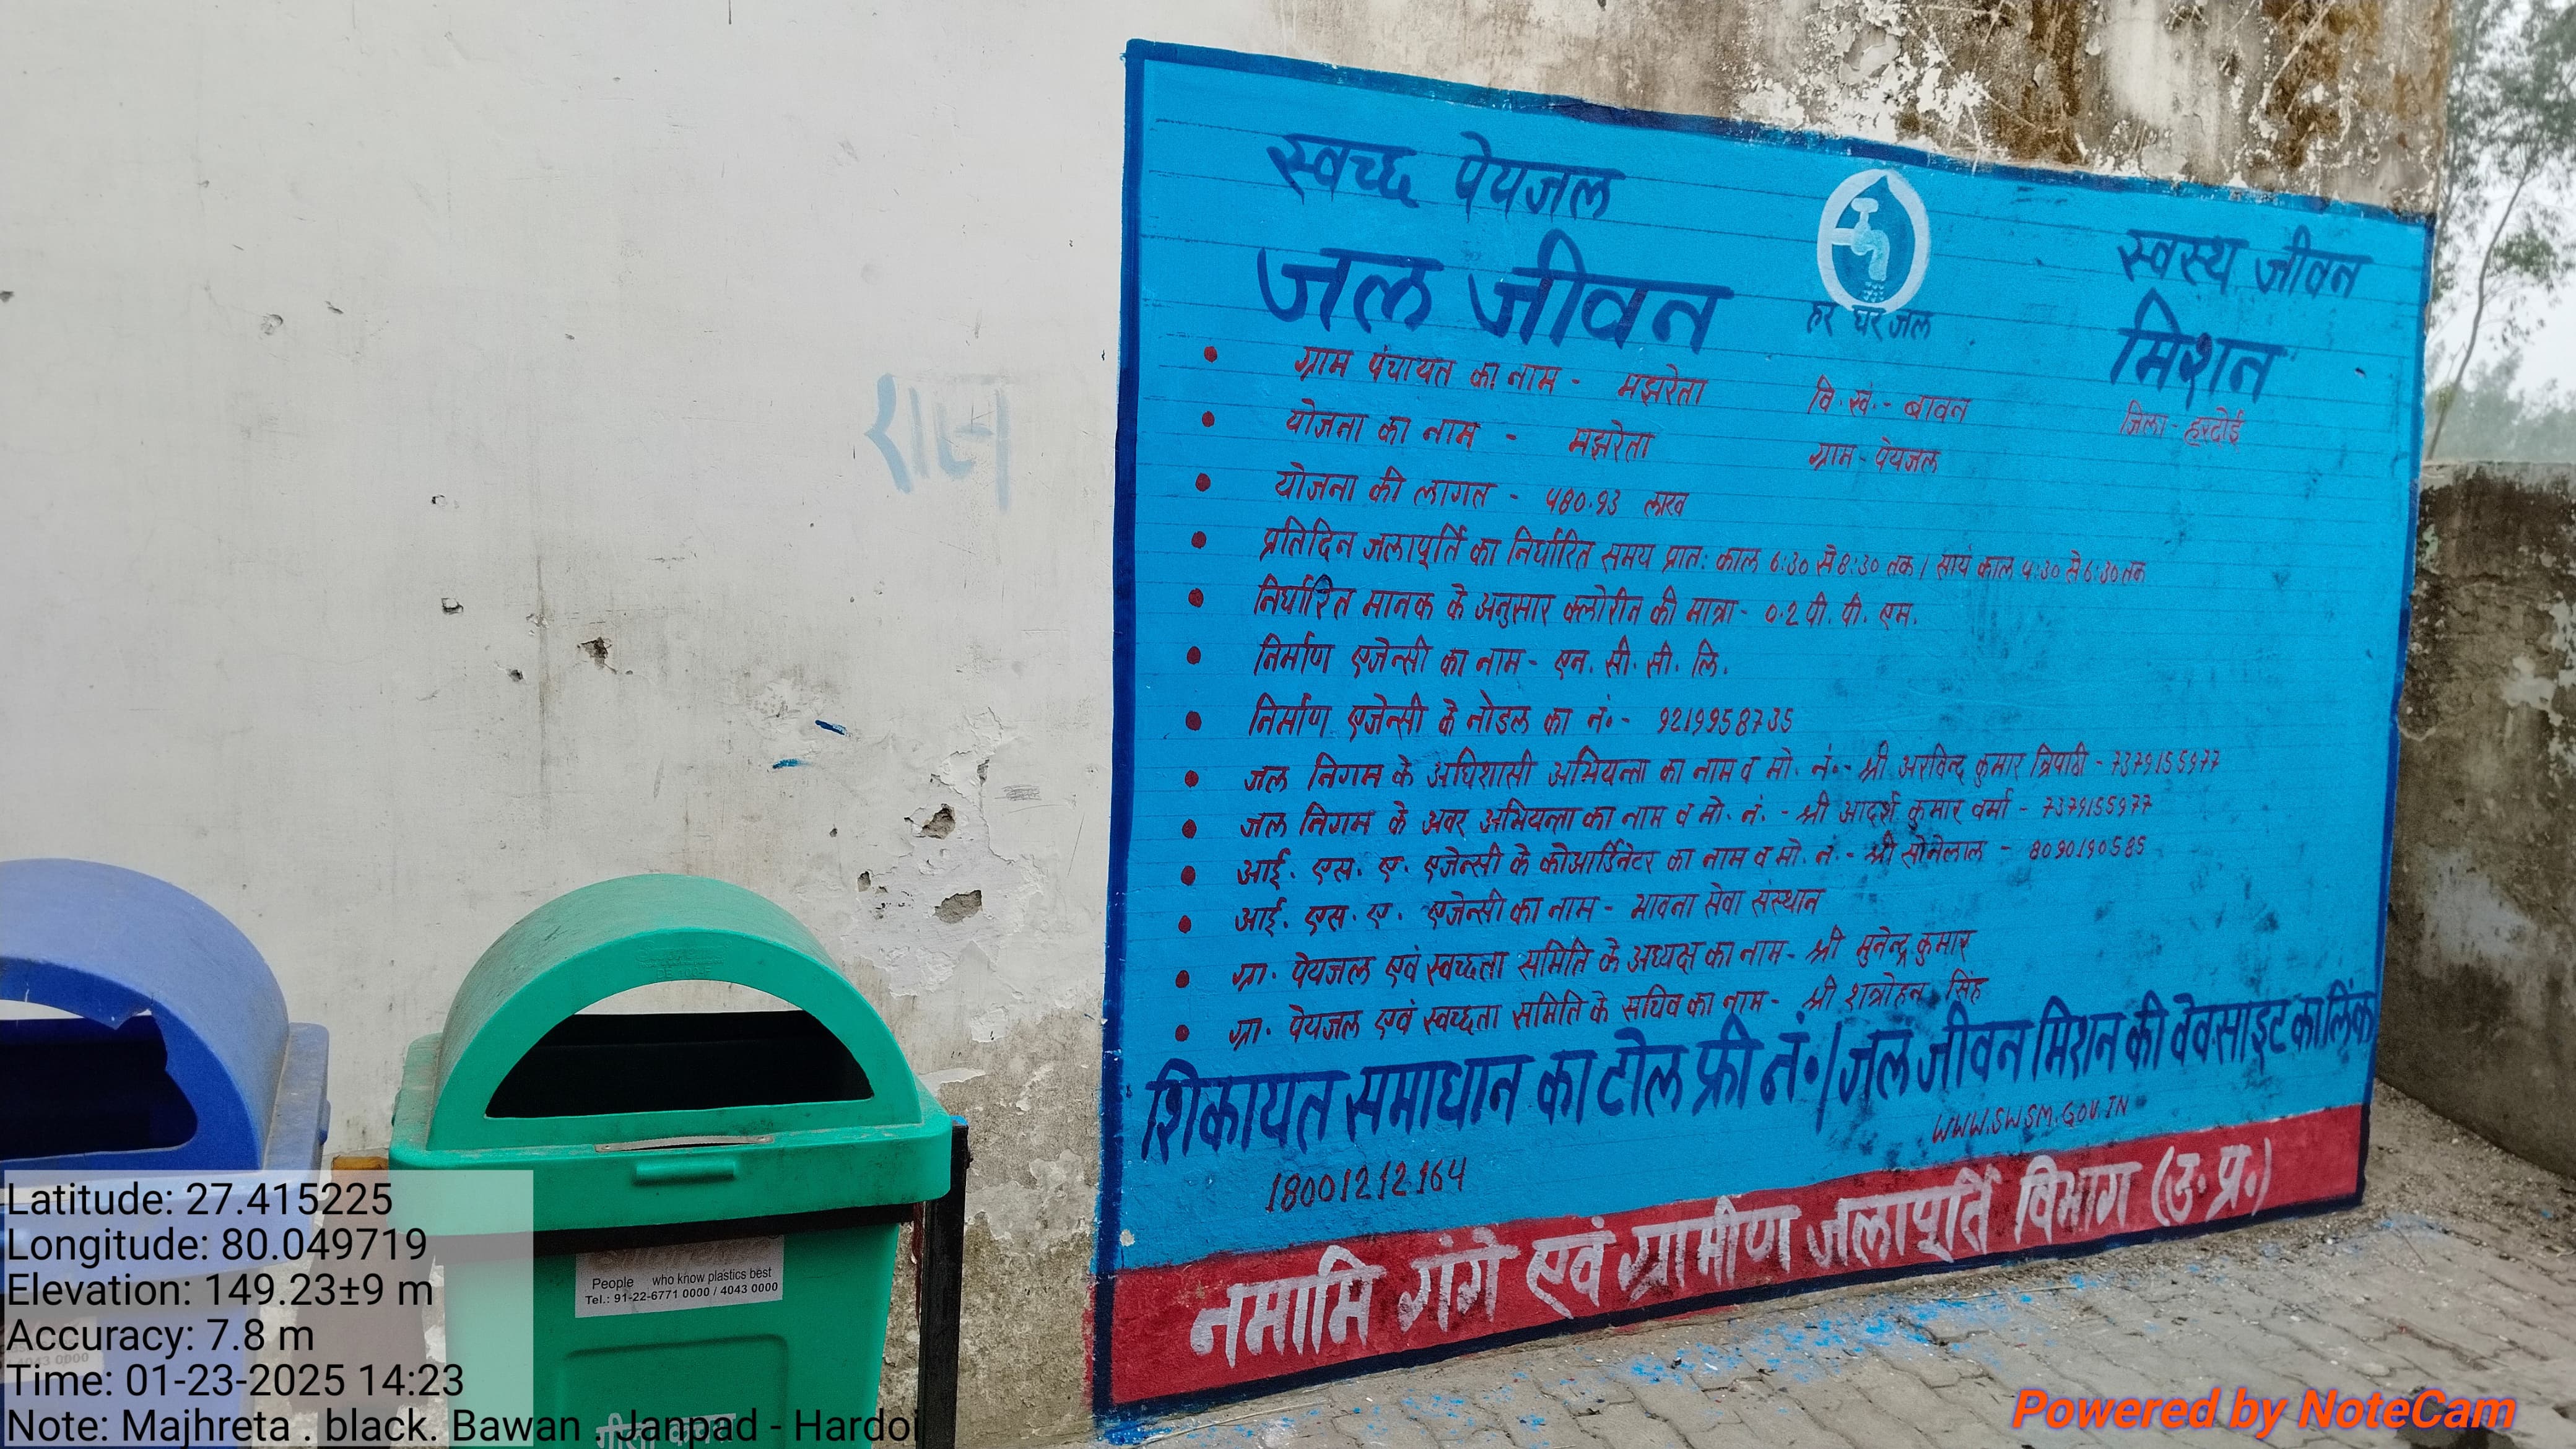 स्वच्छ पेयजल
स्वस्थ जीवन
जल जीवन
मिशन
हर घर जल
• ग्राम पंचायत का नाम - मझरेता वि.खं.- बावन जिला - हरदोई
• योजना का नाम - मझरेता ग्राम - पेयजल
• योजना की लागत - 480.93 लाख
• प्रतिदिन जलापूर्ति का निर्धारित समय प्रातः काल 6:30 से 8:30 तक / सायं काल 4:30 से 6:30 तक
• निर्धारित मानक के अनुसार क्लोरीन की मात्रा - 0.2 पी. पी. एम.
• निर्माण एजेन्सी का नाम - एन. सी. सी. लि.
• निर्माण एजेन्सी के नोडल का नं.- 9219958735
• जल निगम के अधिशासी अभियन्ता का नाम व मो. नं.- श्री अरविन्द कुमार त्रिपाठी - 7379155977
• जल निगम के अवर अभियन्ता का नाम व मो. नं. - श्री आदर्श कुमार वर्मा - 7379155977
• आई. एस. ए. एजेन्सी के कोआर्डिनेटर का नाम व मो. नं.- श्री सोनेलाल - 8090190585
• आई. एस. ए. एजेन्सी का नाम - भावना सेवा संस्थान
• ग्रा. पेयजल एवं स्वच्छता समिति के अध्यक्ष का नाम - श्री मुनेन्द्र कुमार
• ग्रा. पेयजल एवं स्वच्छता समिति के सचिव का नाम - श्री शत्रोहन सिंह
शिकायत समाधान का टोल फ्री नं॰/जल जीवन मिशन की वेवसाइट का लिंक
WWW.SWSM.GOV.IN
18001212164
नमामि गंगे एवं ग्रामीण जलापूर्ति विभाग (उ॰ प्र॰)
People who know plastics best
Tel.: 91-22-6771 0000 / 4043 0000
4043 0000
Latitude: 27.415225
Longitude: 80.049719
Elevation: 149.23±9 m
Accuracy: 7.8 m
Time: 01-23-2025 14:23
Note: Majhreta . black. Bawan . Janpad - Hardoi
Powered by NoteCam